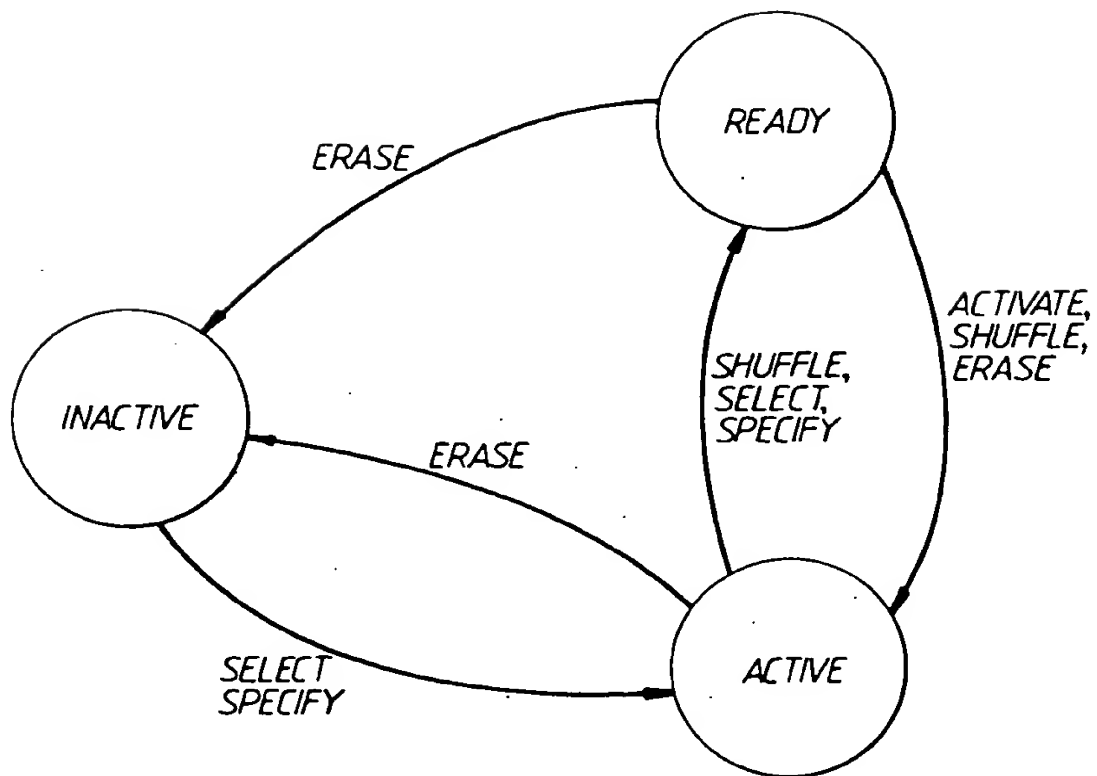 READY
ERASE
ACTIVATE,
SHUFFLE,
ERASE
SHUFFLE,
SELECT,
SPECIFY
INACTIVE
ERASE
SELECT
SPECIFY
ACTIVE